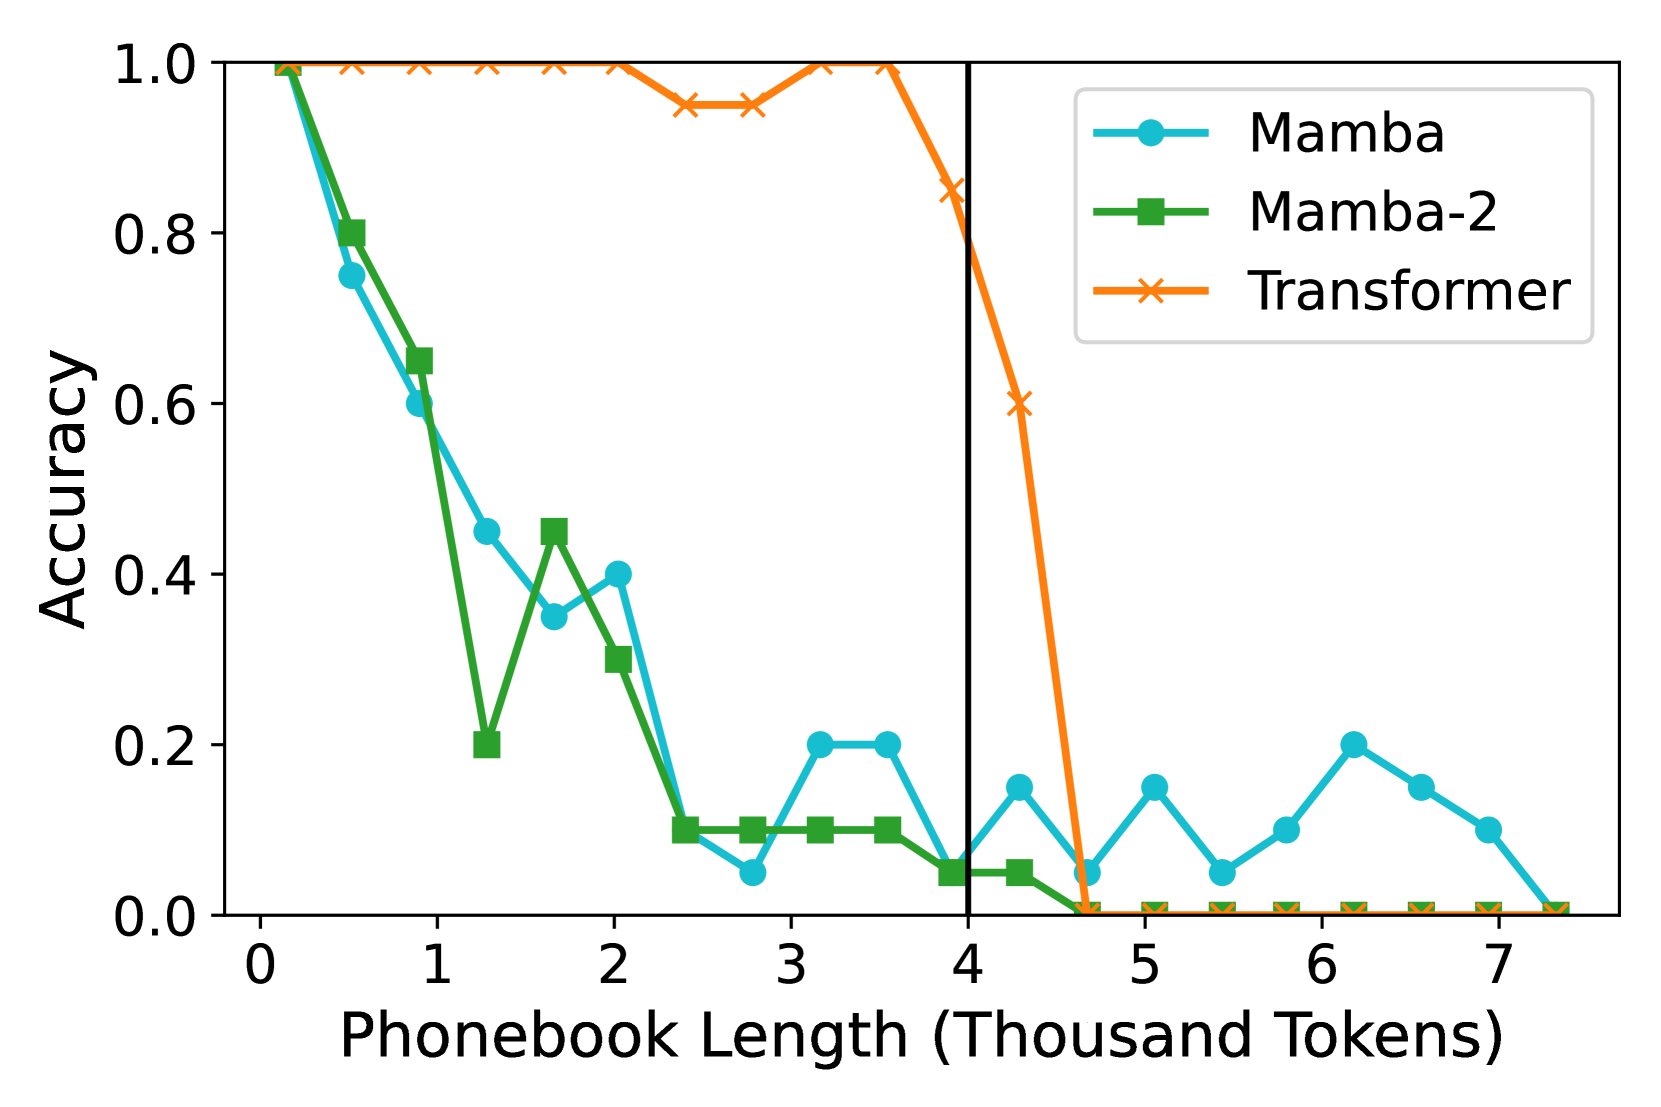 1.0
0.8
0.6
0.4
0.2
0.0
Accuracy
Mamba
Mamba-2
Transformer
0 1 2 3 4 5 6 7
Phonebook Length (Thousand Tokens)